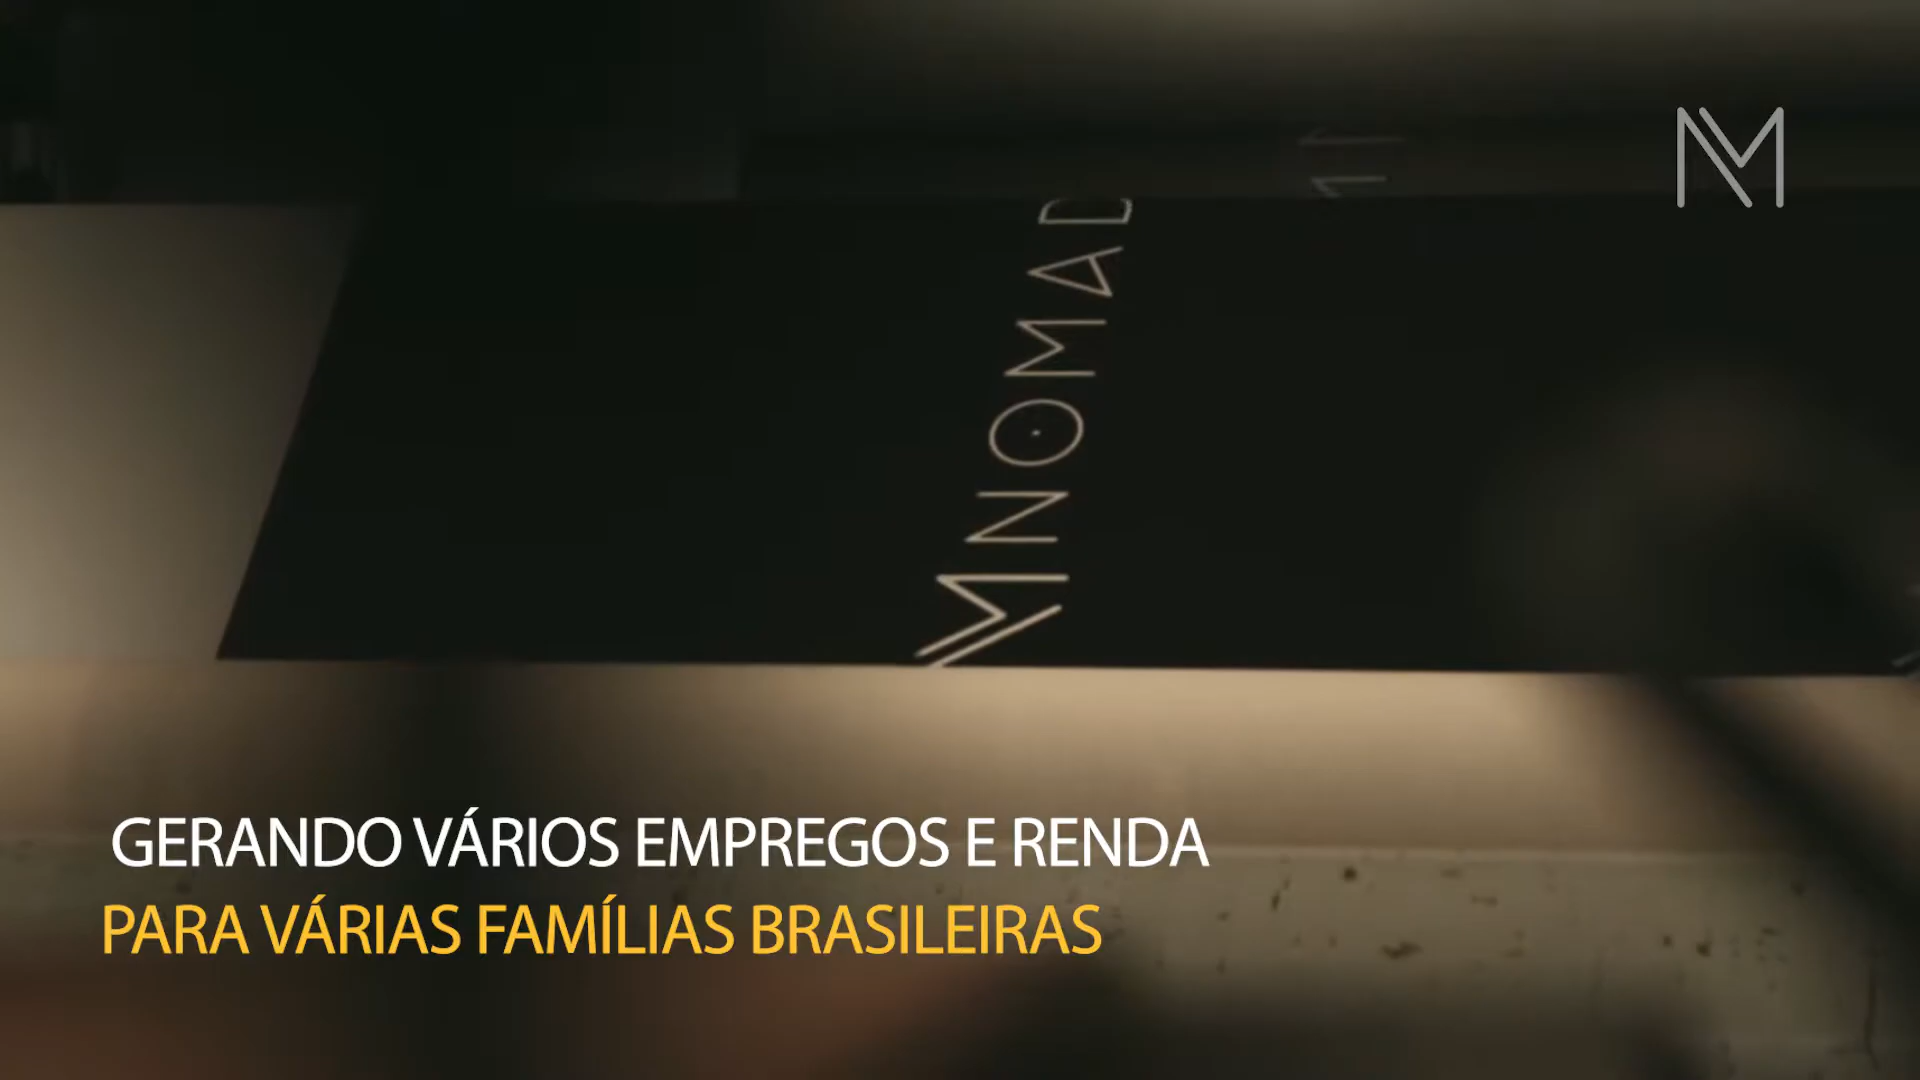 M
MNOMAD
GERANDO VÁRIOS EMPREGOS E RENDA
PARA VÁRIAS FAMÍLIAS BRASILEIRAS